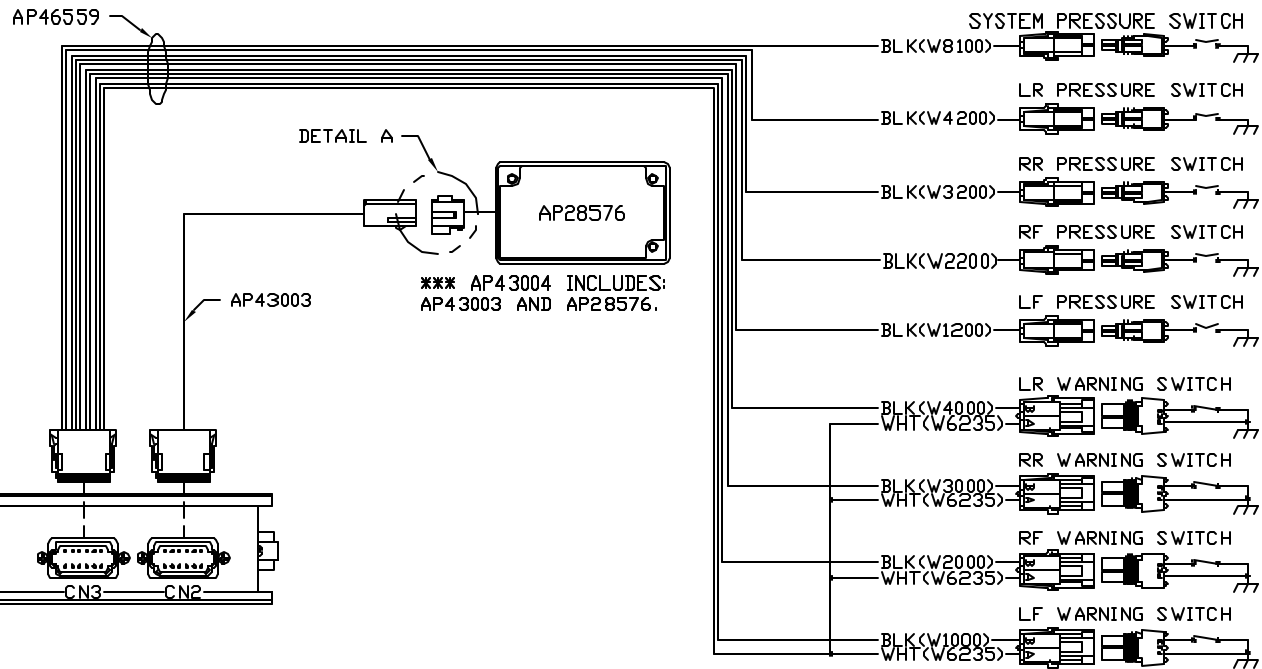 AP46559
SYSTEM PRESSURE SWITCH
BLK(W8100)
LR PRESSURE SWITCH
BLK(W4200)
DETAIL A
RR PRESSURE SWITCH
BLK(W3200)
AP28576
RF PRESSURE SWITCH
BLK(W2200)
*** AP43004 INCLUDES:
AP43003 AND AP28576.
AP43003
LF PRESSURE SWITCH
BLK(W1200)
LR WARNING SWITCH
BLK(W4000)
B
WHT(W6235)
A
RR WARNING SWITCH
BLK(W3000)
B
WHT(W6235)
A
RF WARNING SWITCH
BLK(W2000)
B
WHT(W6235)
A
CN3
CN2
LF WARNING SWITCH
BLK(W1000)
B
WHT(W6235)
A